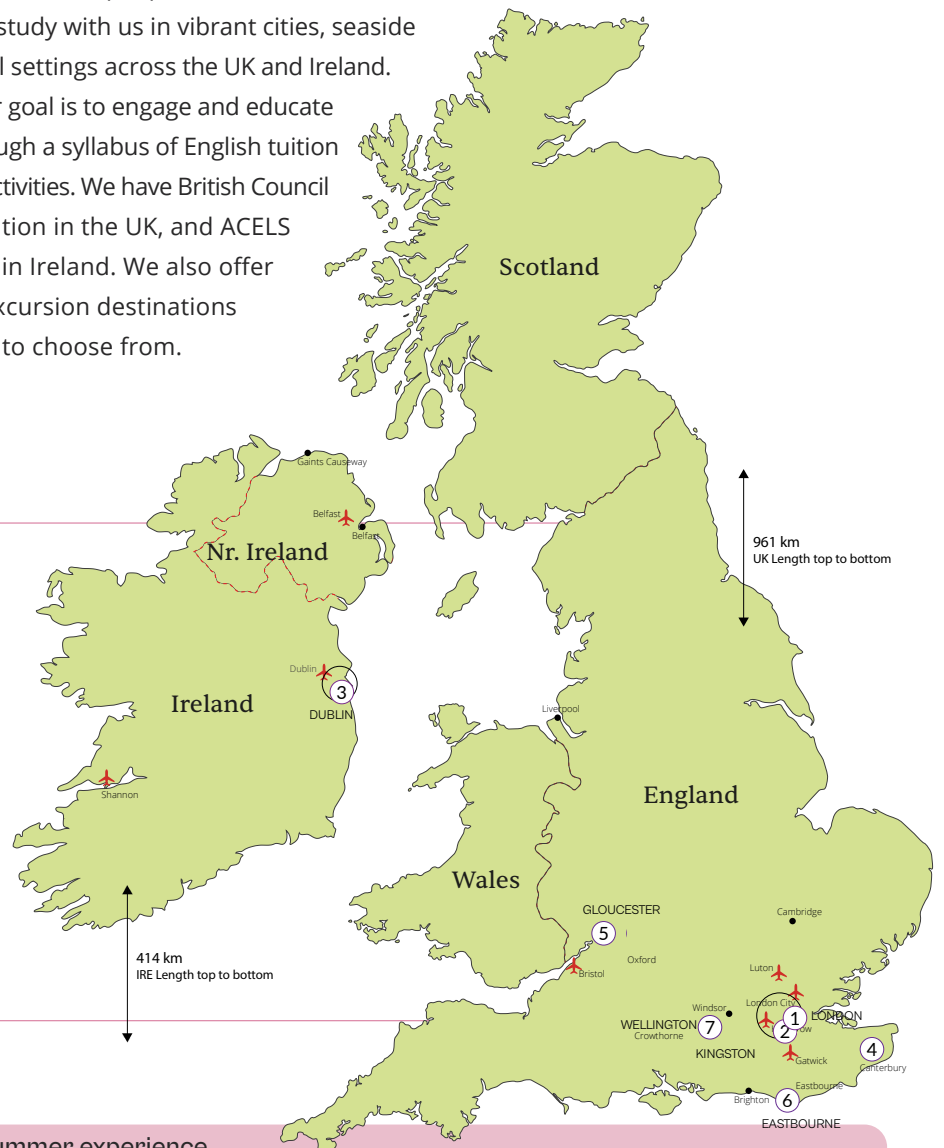 study with us in vibrant cities, seaside
l settings across the UK and Ireland.
r goal is to engage and educate
ugh a syllabus of English tuition
ctivities. We have British Council
tion in the UK, and ACELS
in Ireland. We also offer
xcursion destinations
to choose from.
Scotland
Gaints Causeway
Belfast
Belfast
Nr. Ireland
961 km
UK Length top to bottom
Dublin
3
DUBLIN
Ireland
Liverpool
Shannon
England
Wales
414 km
IRE Length top to bottom
GLOUCESTER
5
Cambridge
Oxford
Bristol
Luton
London City
Windsor
1
LONDON
WELLINGTON
7
Crowthorne
2
ow
KINGSTON
4
Gatwick
Canterbury
Eastbourne
Brighton
6
EASTBOURNE
ummer experience